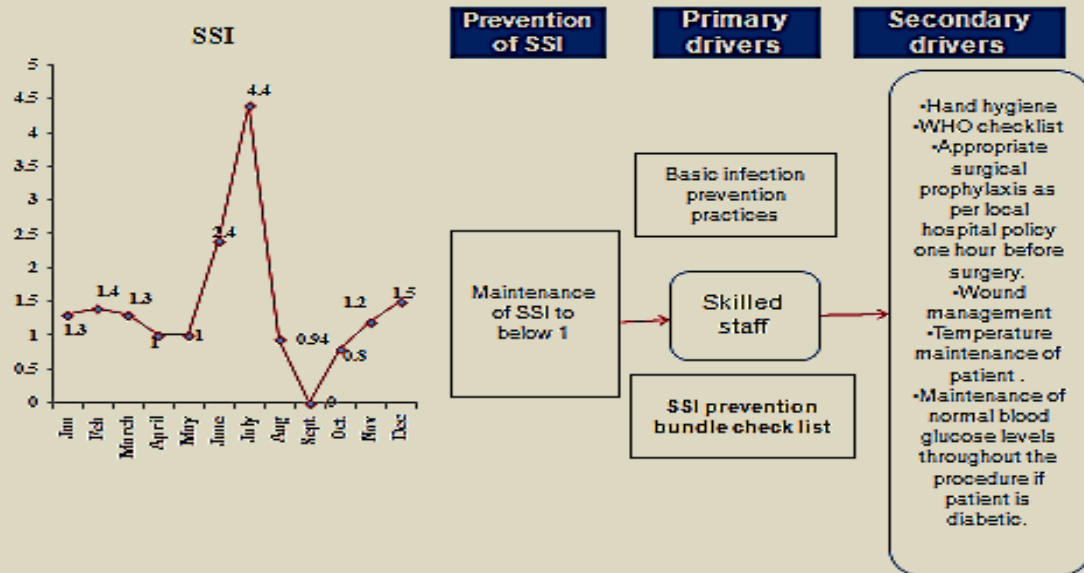 SSI
5
4.5
4
3.5
3
2.5
2
1.5
1
0.5
0
1.3
1.4
1.3
1
1
2.4
4.4
0.94
0
0.8
1.2
1.5
Jan
Feb
March
April
May
June
July
Aug
Sept.
Oct.
Nov
Dec
Prevention
of SSI
Maintenance
of SSI to
below 1
Primary
drivers
Basic infection
prevention
practices
Skilled
staff
SSI prevention
bundle check list
Secondary
drivers
•Hand hygiene
•WHO checklist
•Appropriate
surgical
prophylaxis as
per local
hospital policy
one hour before
surgery.
•Wound
management
•Temperature
maintenance of
patient .
•Maintenance of
normal blood
glucose levels
throughout the
procedure if
patient is
diabetic.